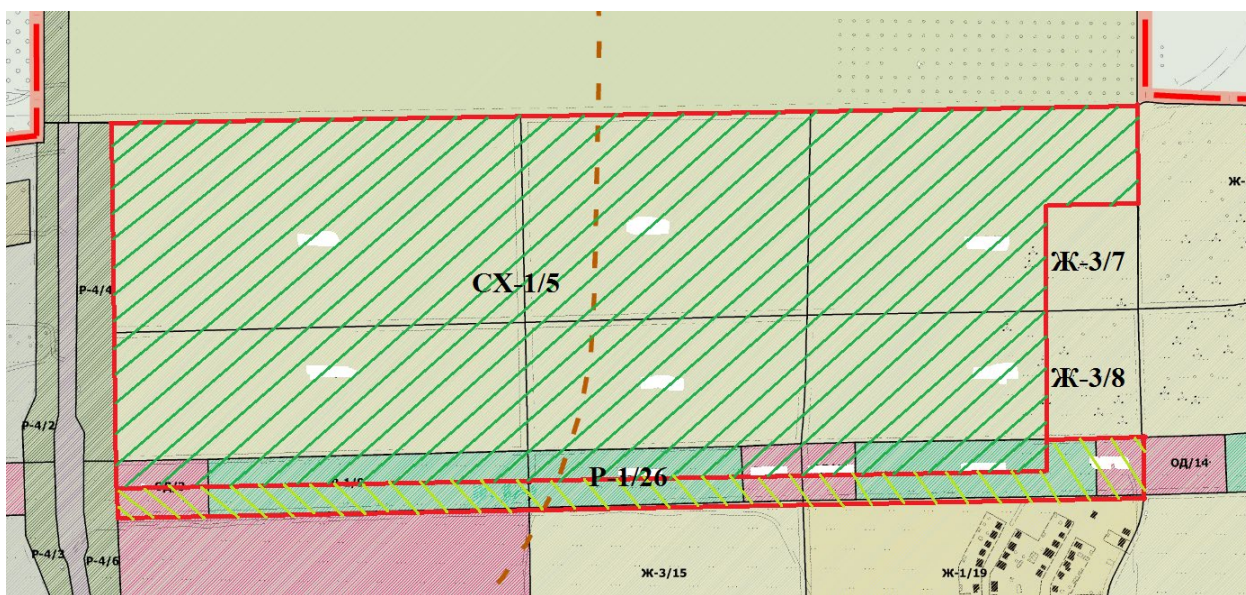 Ж-
Ж-3/7
СХ-1/5
Р-4/4
Ж-3/8
Р-4/2
ОД/14
Р-1/26
Р-4/3
Р-4/6
Ж-3/15
Ж-1/19